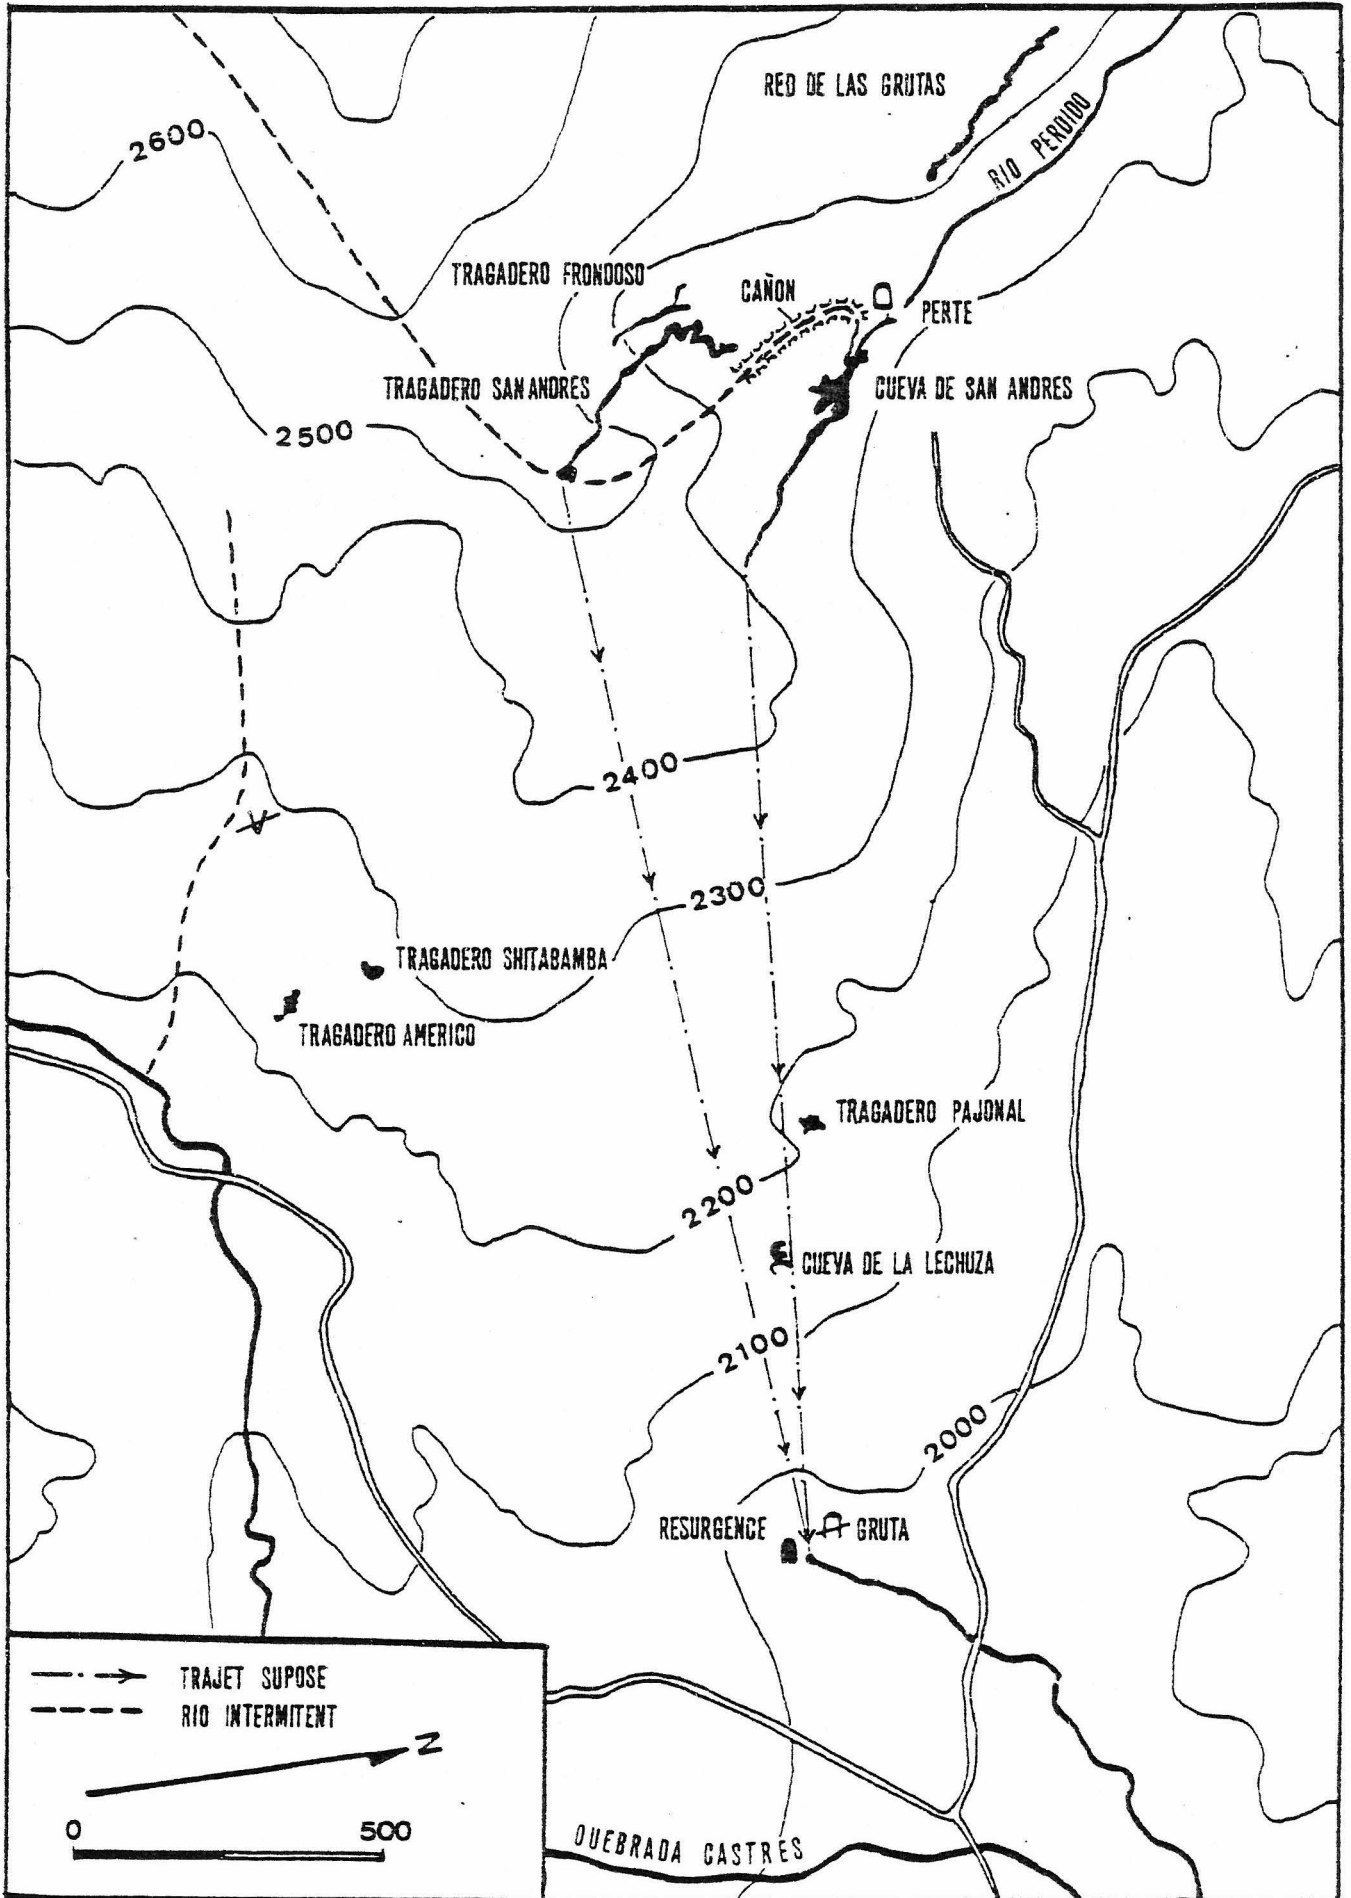 RED DE LAS GRUTAS
RIO PERDIDO
2600
TRAGADERO FRONDOSO
CAÑON
PERTE
TRAGADERO SAN ANDRES
CUEVA DE SAN ANDRES
2500
2400
2300
TRAGADERO SHITABAMBA
TRAGADERO AMERICO
TRAGADERO PAJONAL
2200
CUEVA DE LA LECHUZA
2100
2000
RESURGENCE
GRUTA
TRAJET SUPOSE
RIO INTERMITENT
N
0 500
QUEBRADA CASTRES